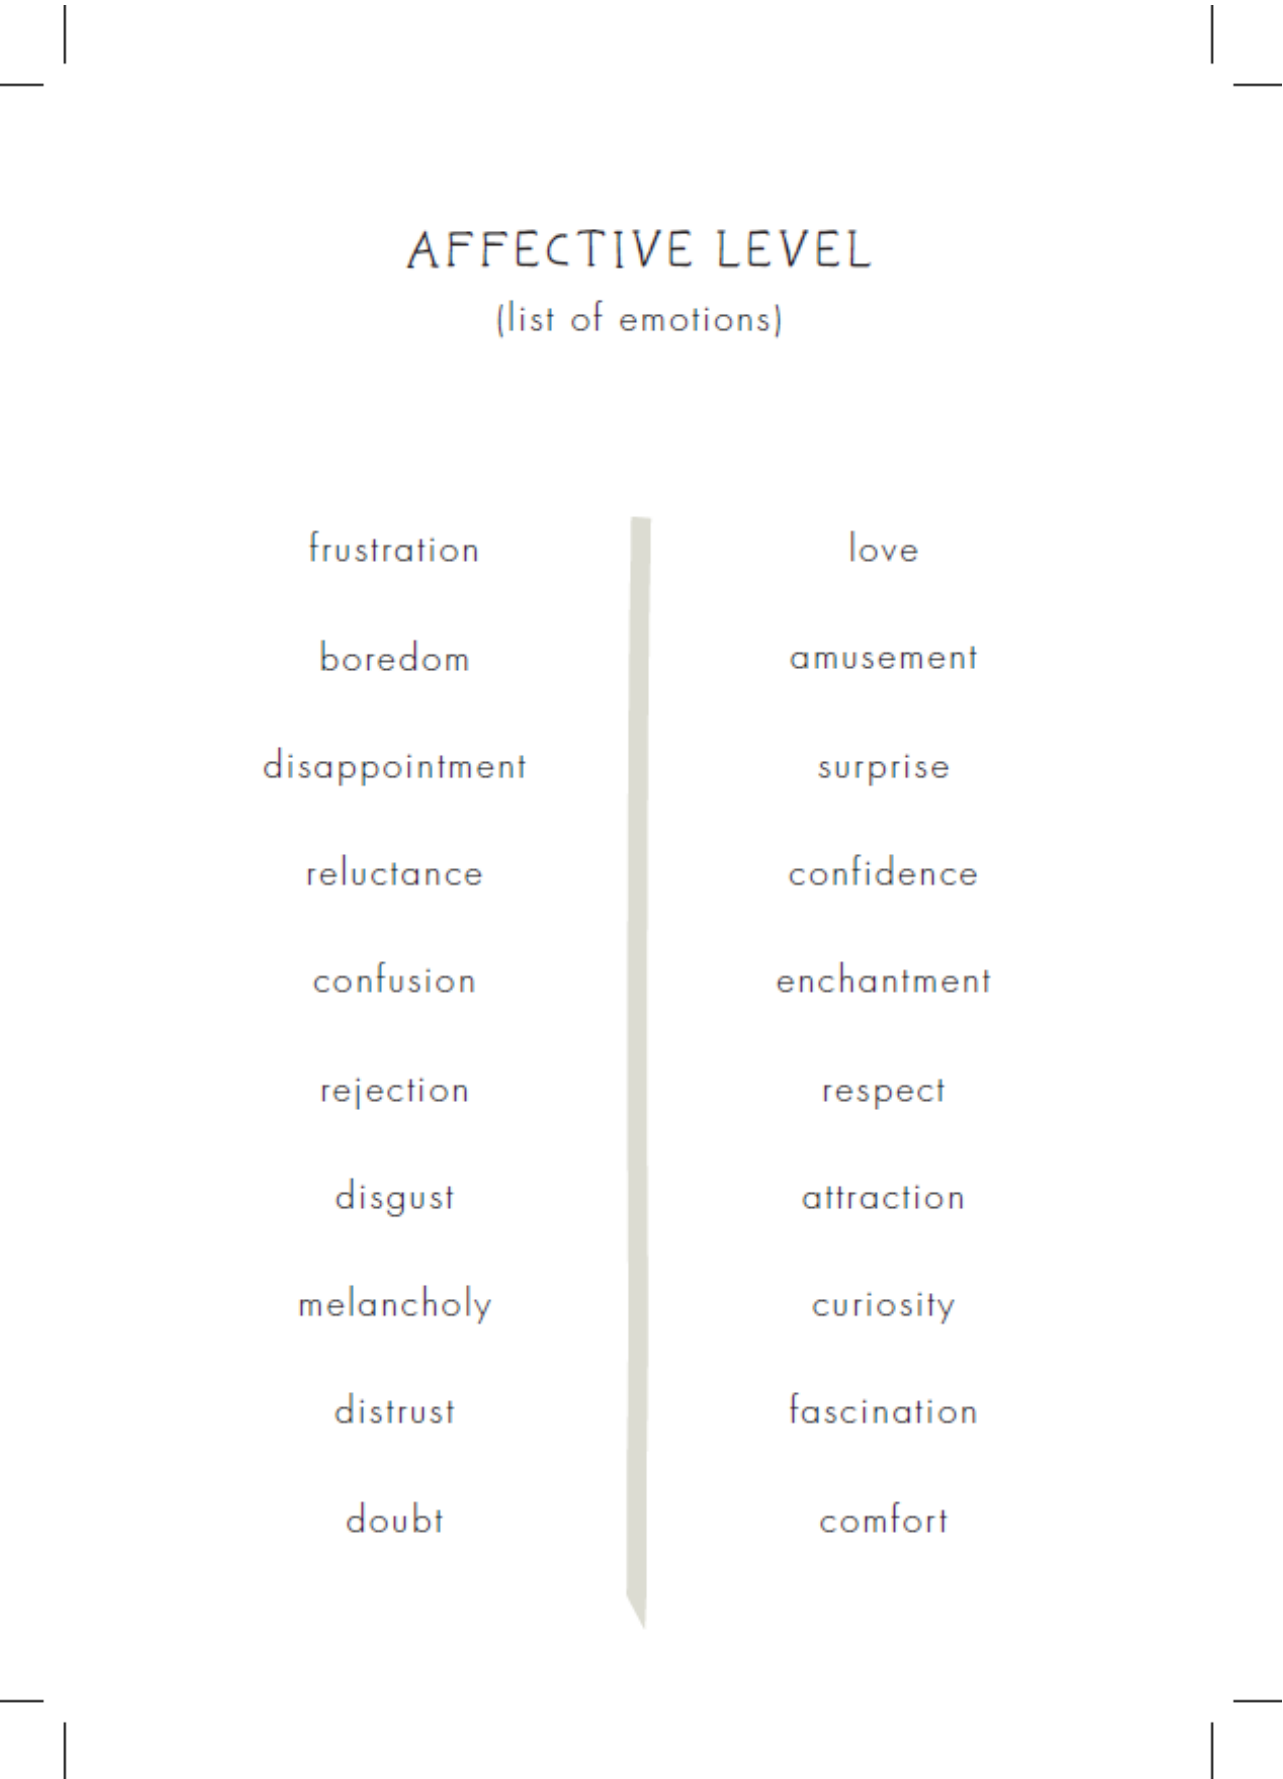 AFFECTIVE LEVEL
(list of emotions)
frustration
boredom
disappointment
reluctance
confusion
rejection
disgust
melancholy
distrust
doubt
love
amusement
surprise
confidence
enchantment
respect
attraction
curiosity
fascination
comfort